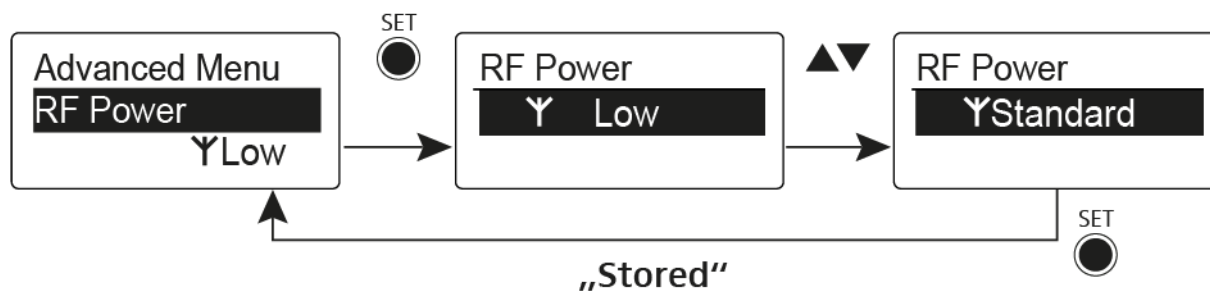 Advanced Menu
RF Power
Low
SET
RF Power
Low
RF Power
Standard
SET
„Stored“